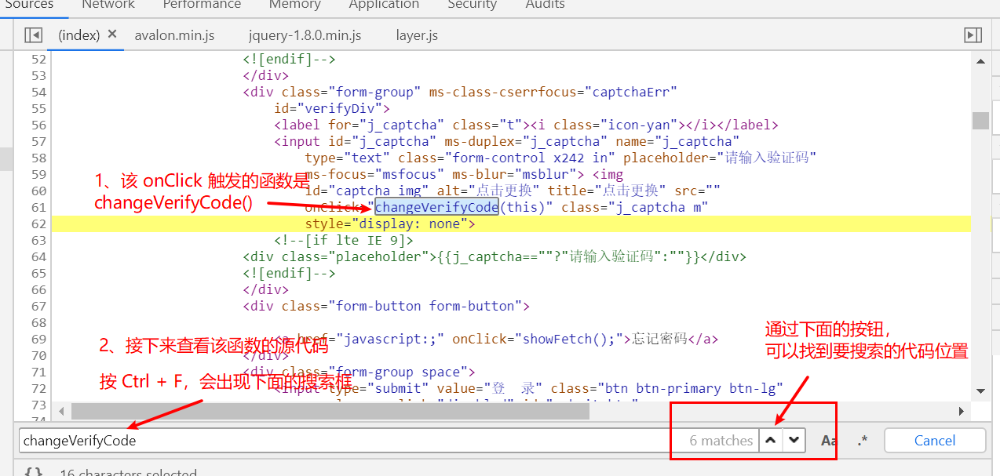 Sources Network Performance Memory Application Security Audits
(index) × avalon.min.js jquery-1.8.0.min.js layer.js
52 <![endif]-->
53 </div>
54 <div class="form-group" ms-class-cserrfocus="captchaErr"
55 id="verifyDiv">
56 <label for="j_captcha" class="t"><i class="icon-yan"></i></label>
57 <input id="j_captcha" ms-duplex="j_captcha" name="j_captcha"
58 type="text" class="form-control x242 in" placeholder="请输入验证码"
59 ms-focus="msfocus" ms-blur="msblur"> <img
60 id="captcha_img" alt="点击更换" title="点击更换" src=""
61 onClick="changeVerifyCode(this)" class="j_captcha m"
62 style="display: none">
63 <!--[if lte IE 9]>
64 <div class="placeholder">{{j_captcha==""?"请输入验证码":""}}</div>
65 <![endif]-->
66 </div>
67 <div class="form-button form-button">
68
69 <a href="javascript:;" onClick="showFetch();">忘记密码</a>
70 </div>
71 <div class="form-group space">
72 <input type="submit" value="登　录" class="btn btn-primary btn-lg"
73
74
1、该 onClick 触发的函数是
changeVerifyCode()
2、接下来查看该函数的源代码
按 Ctrl + F，会出现下面的搜索框
通过下面的按钮，
可以找到要搜索的代码位置
changeVerifyCode 6 matches Aa .* Cancel
{} 16 characters selected